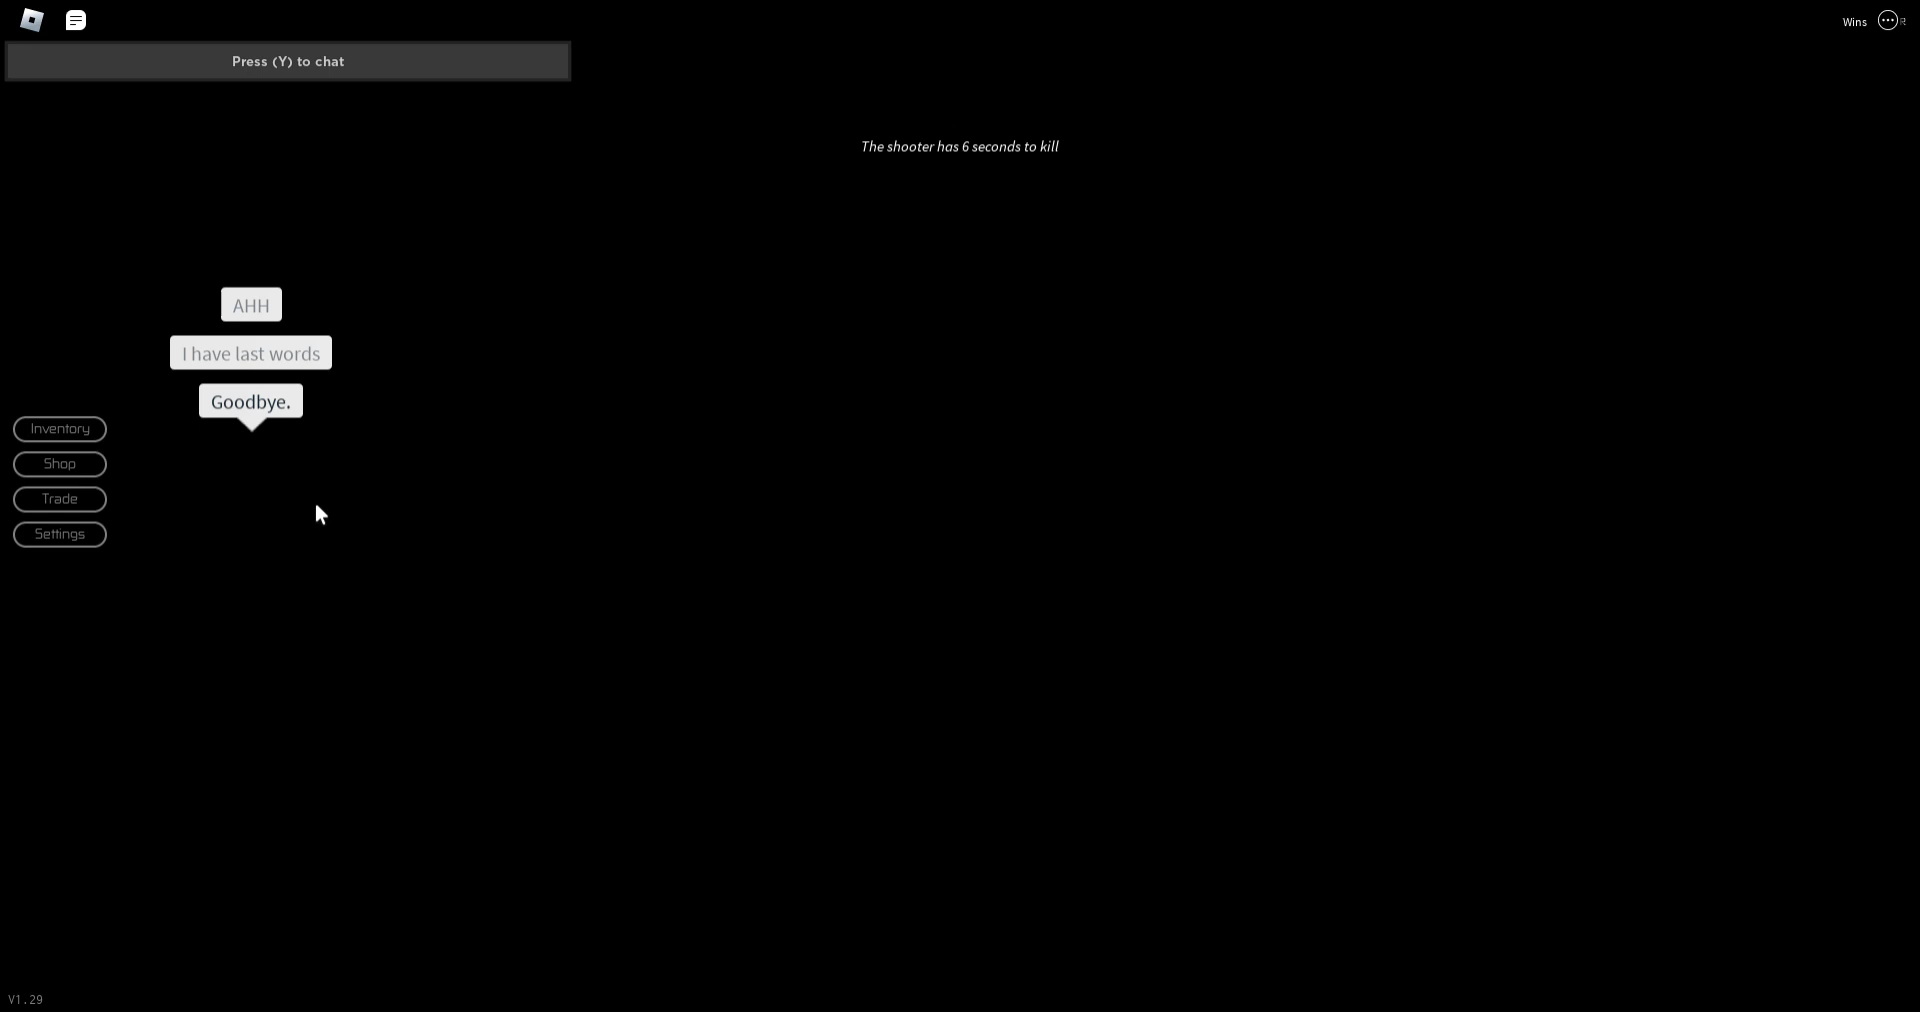 Wins
Press (Y) to chat
The shooter has 6 seconds to kill
AHH
I have last words
Goodbye.
Inventory
Shop
Trade
Settings
V1.29